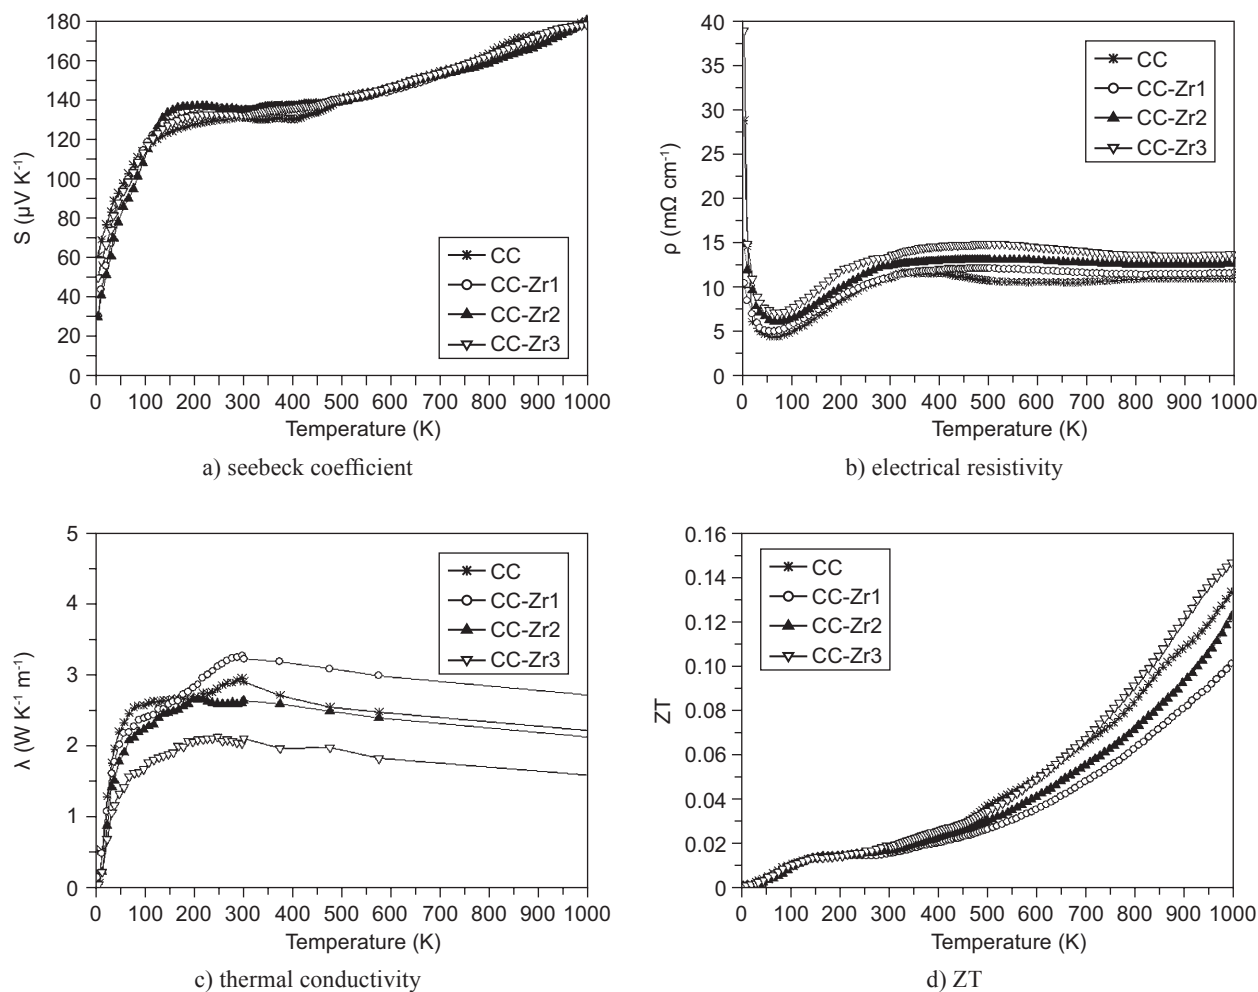 180
160
140
120
100
80
60
40
20
0
S (µV K-1)
CC
CC-Zr1
CC-Zr2
CC-Zr3
0 100 200 300 400 500 600 700 800 900 1000
Temperature (K)
a) seebeck coefficient
40
35
30
25
20
15
10
5
0
ρ (mΩ cm-1)
CC
CC-Zr1
CC-Zr2
CC-Zr3
0 100 200 300 400 500 600 700 800 900 1000
Temperature (K)
b) electrical resistivity
5
4
3
2
1
0
λ (W K-1 m-1)
CC
CC-Zr1
CC-Zr2
CC-Zr3
0 100 200 300 400 500 600 700 800 900 1000
Temperature (K)
c) thermal conductivity
0.16
0.14
0.12
0.10
0.08
0.06
0.04
0.02
0
ZT
CC
CC-Zr1
CC-Zr2
CC-Zr3
0 100 200 300 400 500 600 700 800 900 1000
Temperature (K)
d) ZT